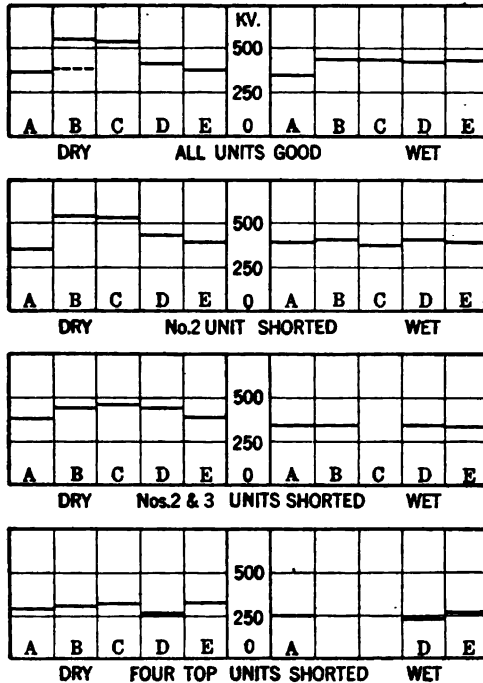 KV.
500
250
A B C D E 0 A B C D E
DRY ALL UNITS GOOD WET
500
250
A B C D E 0 A B C D E
DRY No.2 UNIT SHORTED WET
500
250
A B C D E 0 A B C D E
DRY Nos.2 & 3 UNITS SHORTED WET
500
250
A B C D E 0 A D E
DRY FOUR TOP UNITS SHORTED WET